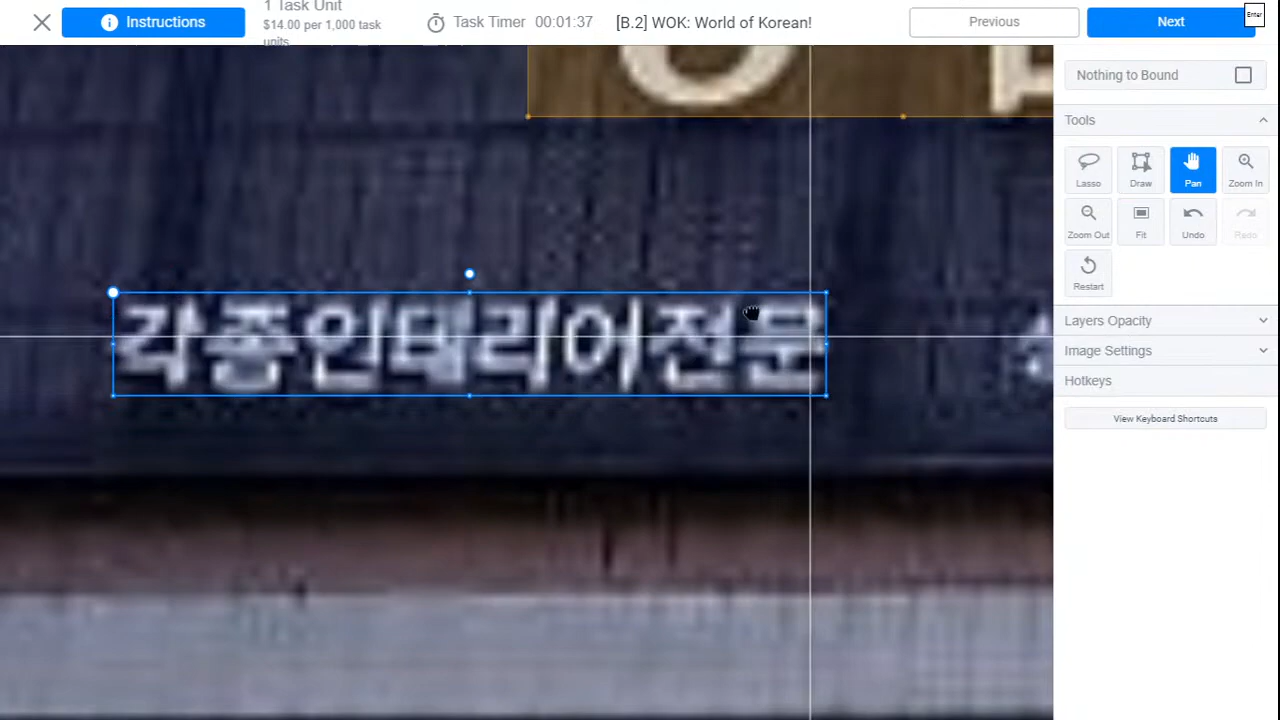 Instructions
1 Task Unit
$14.00 per 1,000 task
units
Task Timer 00:01:37
[B.2] WOK: World of Korean!
Previous
Next
Enter
Nothing to Bound
Tools
Lasso
Draw
Pan
Zoom In
Zoom Out
Fit
Undo
Redo
Restart
Layers Opacity
Image Settings
Hotkeys
View Keyboard Shortcuts
각종인테리어전문